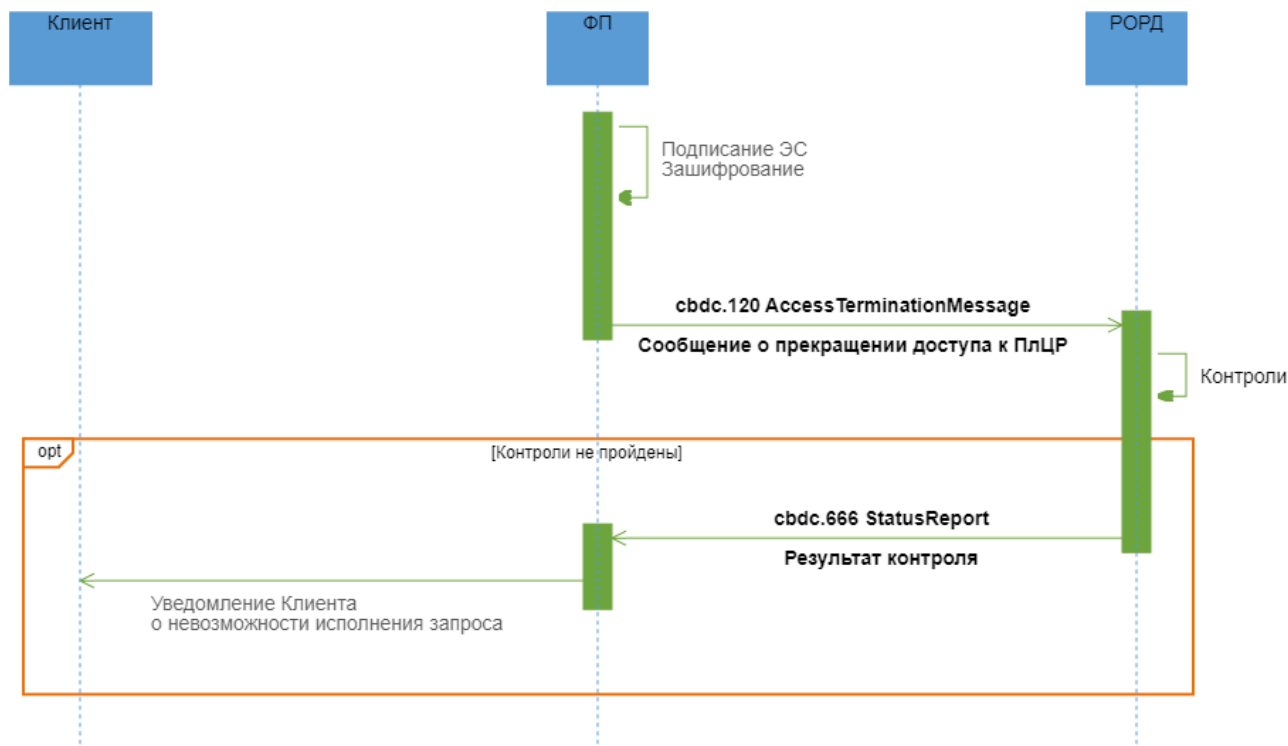 Клиент
ФП
РОРД
Подписание ЭС
Зашифрование
cbdc.120 AccessTerminationMessage
Сообщение о прекращении доступа к ПлЦР
Контроли
opt
[Контроли не пройдены]
cbdc.666 StatusReport
Результат контроля
Уведомление Клиента
о невозможности исполнения запроса